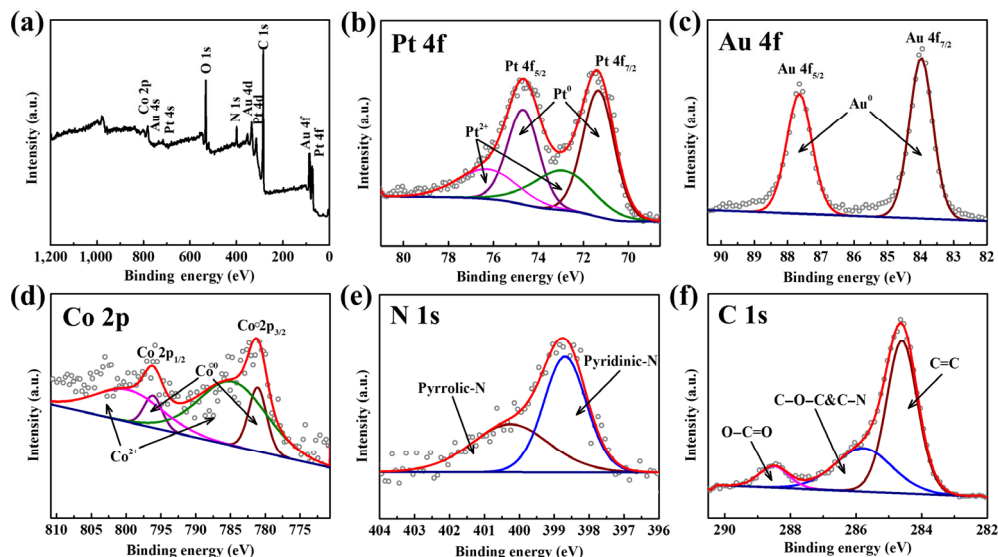 (a)
Intensity (a.u.)
Co 2p
Au 4s
Pt 4s
O 1s
N 1s
Au 4d
Pt 4d
C 1s
Au 4f
Pt 4f
1,200 1,000 800 600 400 200 0
Binding energy (eV)
(b)
Pt 4f
Intensity (a.u.)
Pt 4f5/2
Pt 4f7/2
Pt0
Pt2+
80 78 76 74 72 70
Binding energy (eV)
(c)
Au 4f
Intensity (a.u.)
Au 4f5/2
Au 4f7/2
Au0
90 89 88 87 86 85 84 83 82
Binding energy (eV)
(d)
Co 2p
Intensity (a.u.)
Co 2p1/2
Co 2p3/2
Co0
Co2+
810 805 800 795 790 785 780 775
Binding energy (eV)
(e)
N 1s
Intensity (a.u.)
Pyrrolic-N
Pyridinic-N
404 403 402 401 400 399 398 397 396
Binding energy (eV)
(f)
C 1s
Intensity (a.u.)
C=C
C–O–C&C–N
O–C=O
290 288 286 284 282
Binding energy (eV)